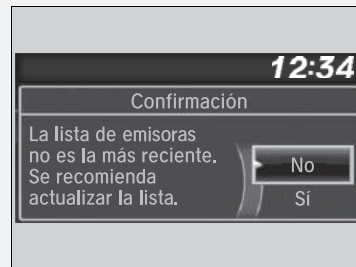 12:34
Confirmación
La lista de emisoras
no es la más reciente.
Se recomienda
actualizar la lista.
No
Sí